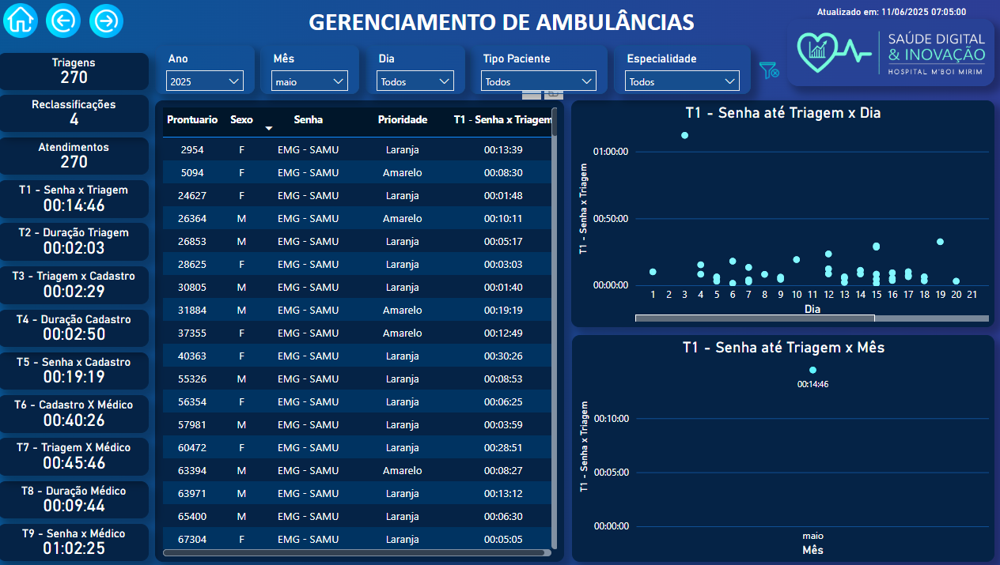 GERENCIAMENTO DE AMBULÂNCIAS
Atualizado em: 11/06/2025 07:05:00
SAÚDE DIGITAL
& INOVAÇÃO
HOSPITAL M'BOI MIRIM
Ano
2025
Mês
maio
Dia
Todos
Tipo Paciente
Todos
Especialidade
Todos
Triagens
270
Reclassificações
4
Atendimentos
270
T1 - Senha x Triagem
00:14:46
T2 - Duração Triagem
00:02:03
T3 - Triagem x Cadastro
00:02:29
T4 - Duração Cadastro
00:02:50
T5 - Senha x Cadastro
00:19:19
T6 - Cadastro X Médico
00:40:26
T7 - Triagem X Médico
00:45:46
T8 - Duração Médico
00:09:44
T9 - Senha x Médico
01:02:25
Prontuario Sexo Senha Prioridade T1 - Senha x Triagem
2954 F EMG - SAMU Laranja 00:13:39
5094 F EMG - SAMU Amarelo 00:08:30
24627 F EMG - SAMU Laranja 00:01:48
26364 M EMG - SAMU Amarelo 00:10:11
26853 M EMG - SAMU Laranja 00:05:17
28625 F EMG - SAMU Laranja 00:03:03
30805 M EMG - SAMU Laranja 00:01:40
31884 M EMG - SAMU Amarelo 00:19:19
37355 F EMG - SAMU Amarelo 00:12:49
40363 F EMG - SAMU Laranja 00:30:26
55326 M EMG - SAMU Laranja 00:08:53
56354 F EMG - SAMU Laranja 00:06:25
57981 M EMG - SAMU Laranja 00:03:59
60472 F EMG - SAMU Laranja 00:28:51
63394 M EMG - SAMU Amarelo 00:08:27
63971 M EMG - SAMU Laranja 00:13:12
65400 M EMG - SAMU Laranja 00:06:30
67304 F EMG - SAMU Laranja 00:05:05
T1 - Senha até Triagem x Dia
T1 - Senha x Triagem
01:00:00
00:50:00
00:00:00
1 2 3 4 5 6 7 8 9 10 11 12 13 14 15 16 17 18 19 20 21
Dia
T1 - Senha até Triagem x Mês
T1 - Senha x Triagem
00:14:46
00:10:00
00:05:00
00:00:00
maio
Mês